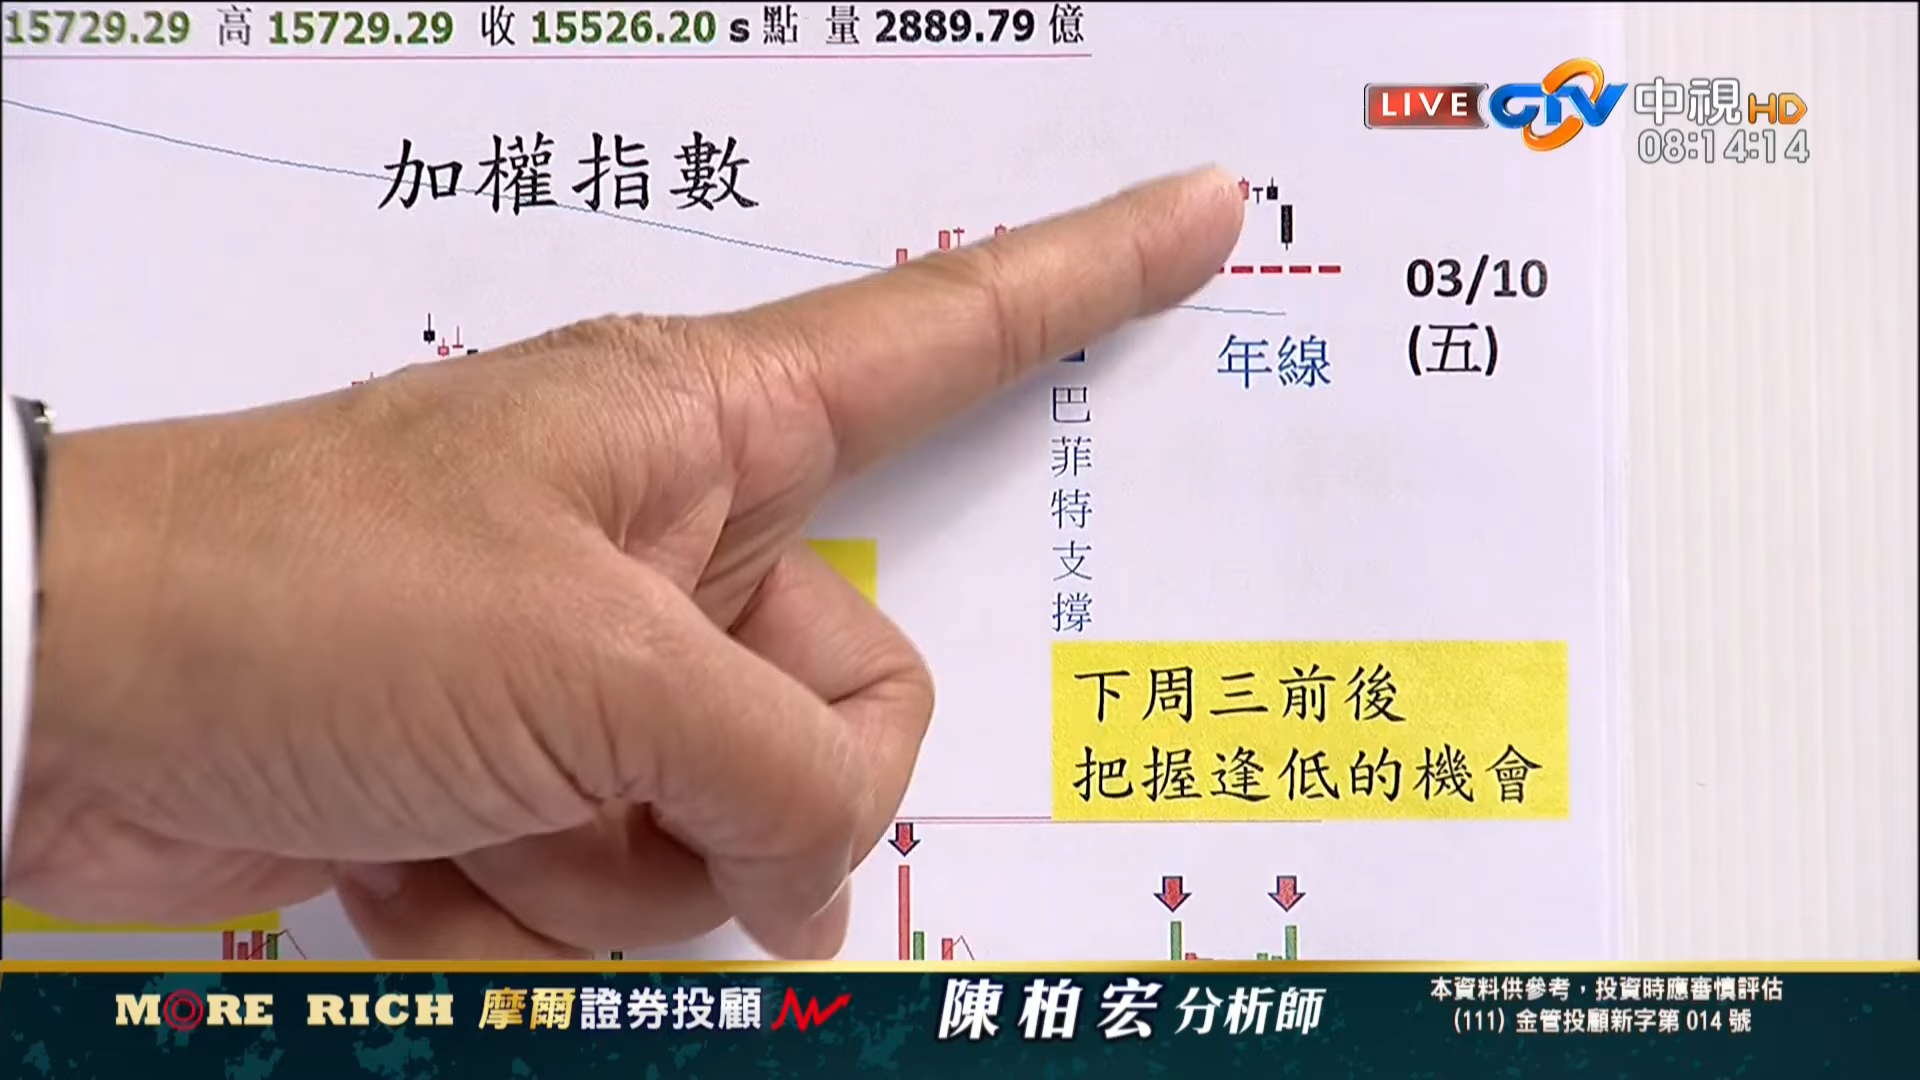 15729.29 高 15729.29 收 15526.20 s 點 量 2889.79 億
LIVE CTV 中視 HD
08:14:14
加權指數
03/10
(五)
年線
巴菲特支撐
下周三前後
把握逢低的機會
MORE RICH 摩爾證券投顧
陳柏宏 分析師
本資料供參考，投資時應審慎評估
(111) 金管投顧新字第 014 號